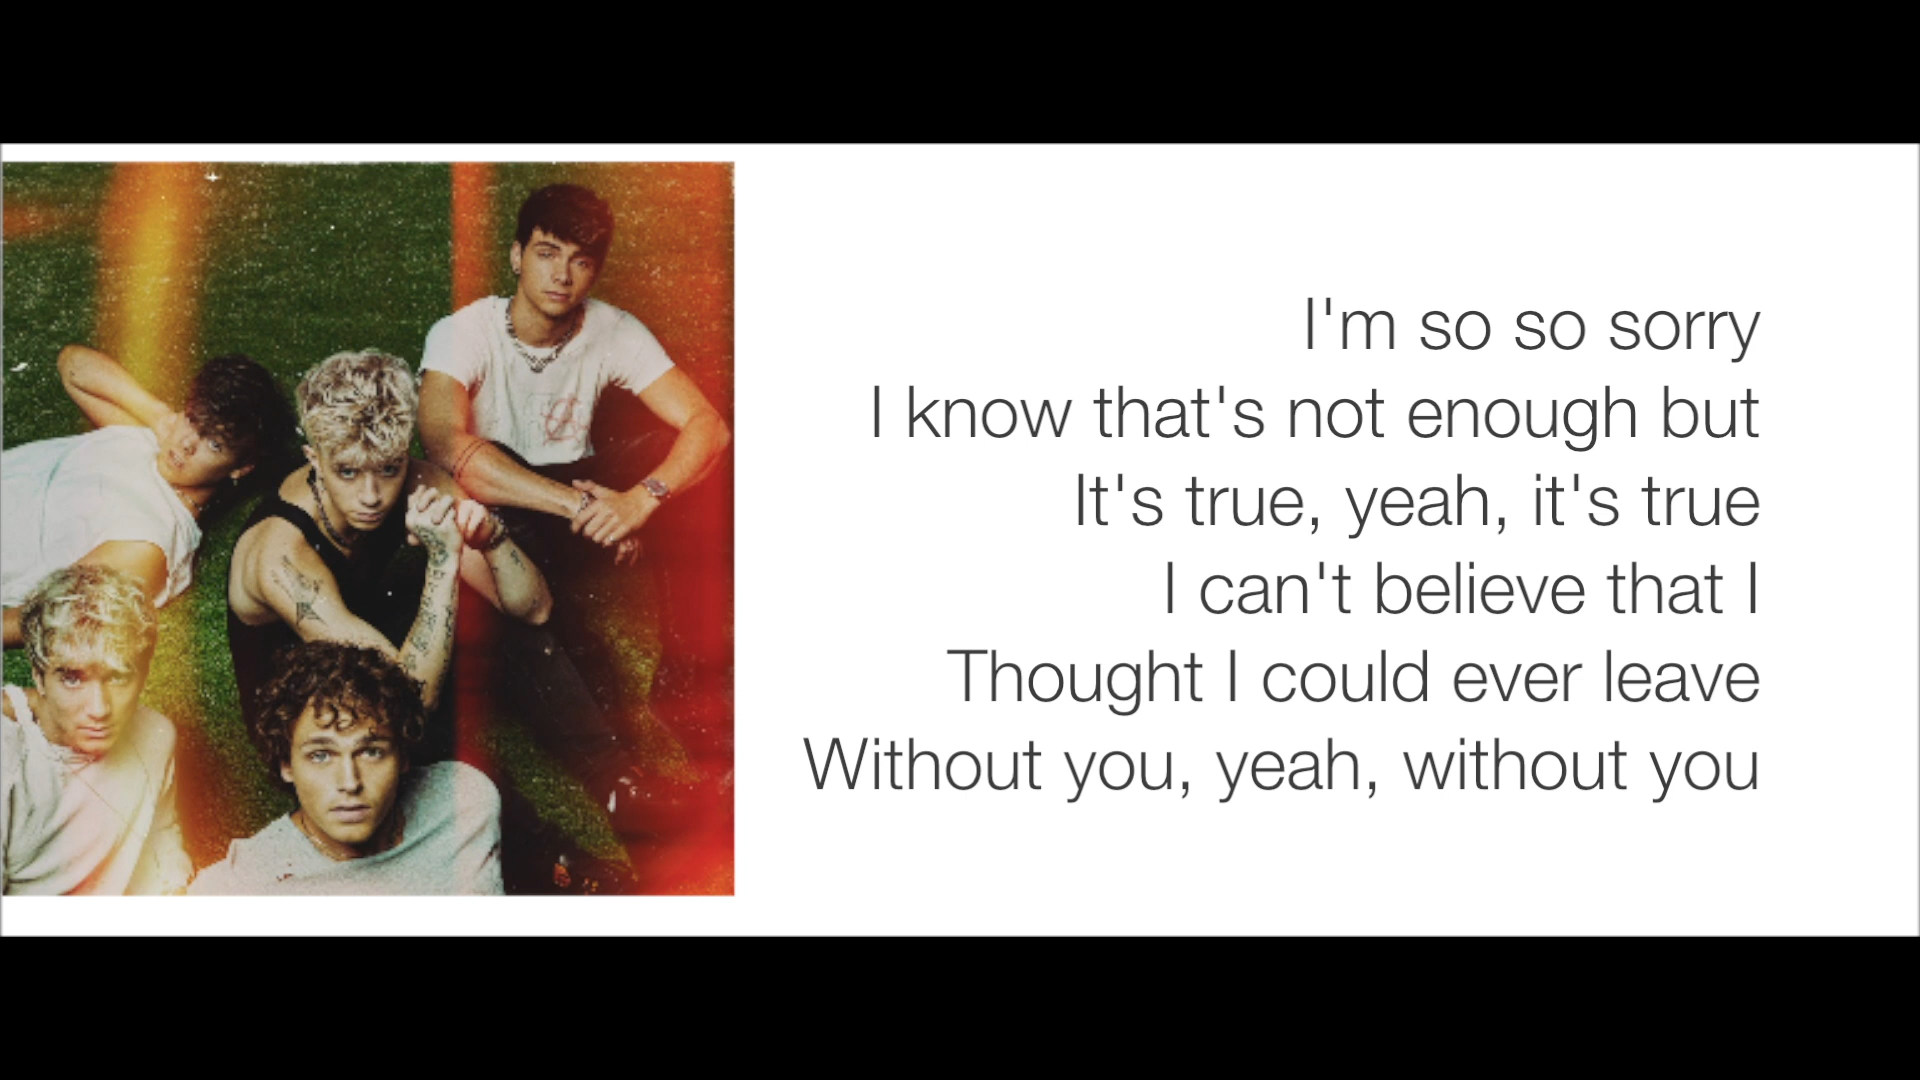 I'm so so sorry
I know that's not enough but
It's true, yeah, it's true
I can't believe that I
Thought I could ever leave
Without you, yeah, without you